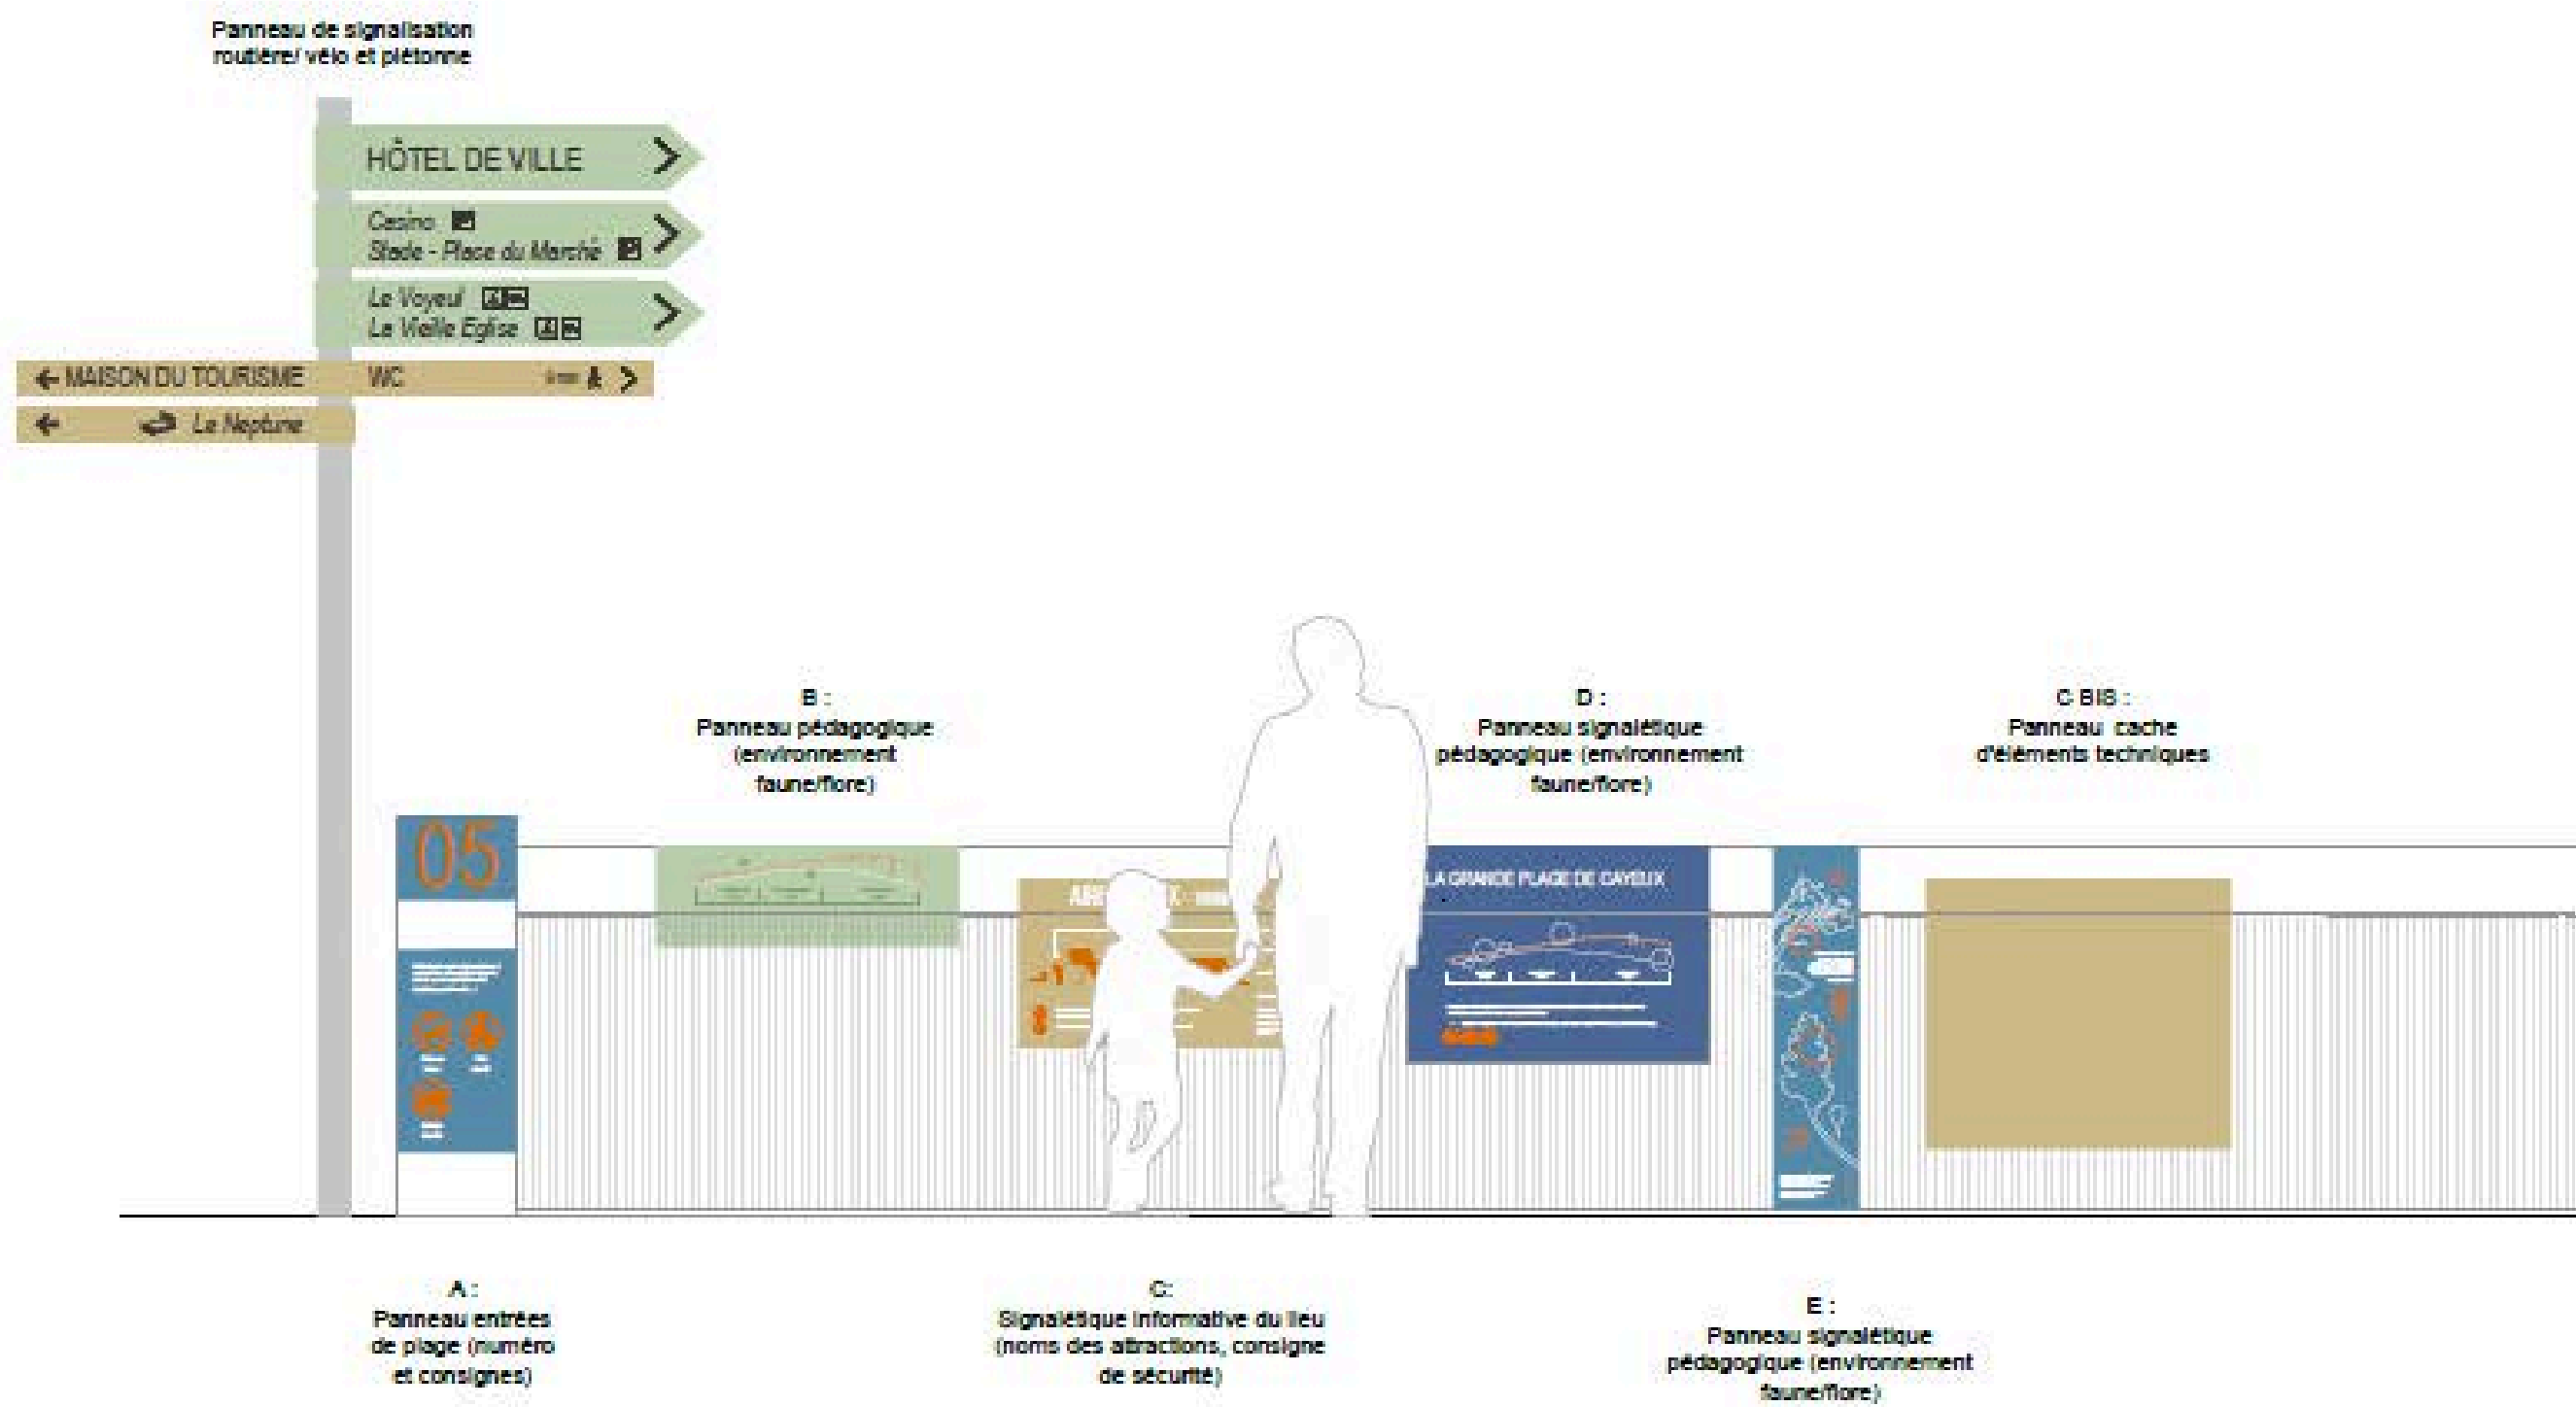 Panneau de signalisation
routière/ vélo et piétonne
HÔTEL DE VILLE
Casino
Stade - Place du Marché
Le Voyeul
La Vieille Eglise
MAISON DU TOURISME
WC
Le Neptune
B :
Panneau pédagogique
(environnement
faune/flore)
D :
Panneau signalétique
pédagogique (environnement
faune/flore)
C BIS :
Panneau cache
d'éléments techniques
05
LA GRANDE PLAGE DE CAYEUX
A :
Panneau entrées
de plage (numéro
et consignes)
C:
Signalétique informative du lieu
(noms des attractions, consigne
de sécurité)
E :
Panneau signalétique
pédagogique (environnement
faune/flore)